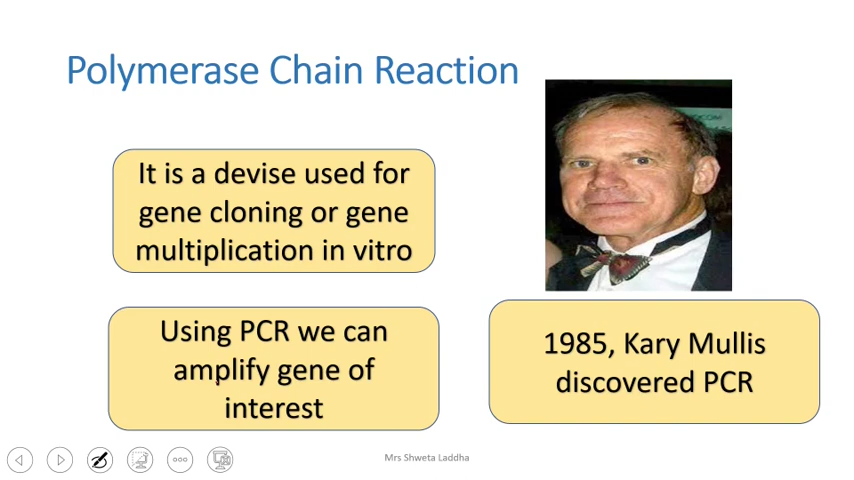 Polymerase Chain Reaction
It is a devise used for
gene cloning or gene
multiplication in vitro
Using PCR we can
amplify gene of
interest
1985, Kary Mullis
discovered PCR
Mrs Shweta Laddha